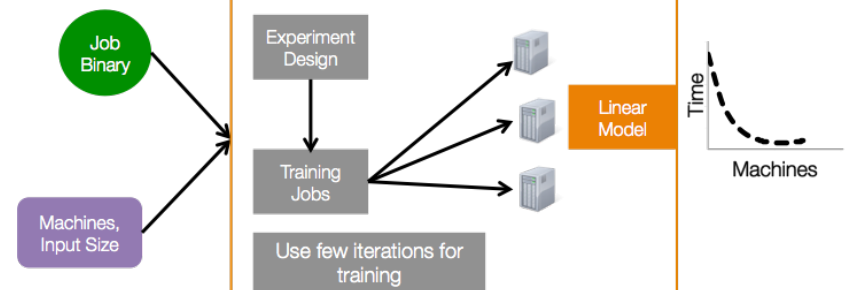 Job
Binary
Machines,
Input Size
Experiment
Design
Training
Jobs
Use few iterations for
training
Linear
Model
Time
Machines